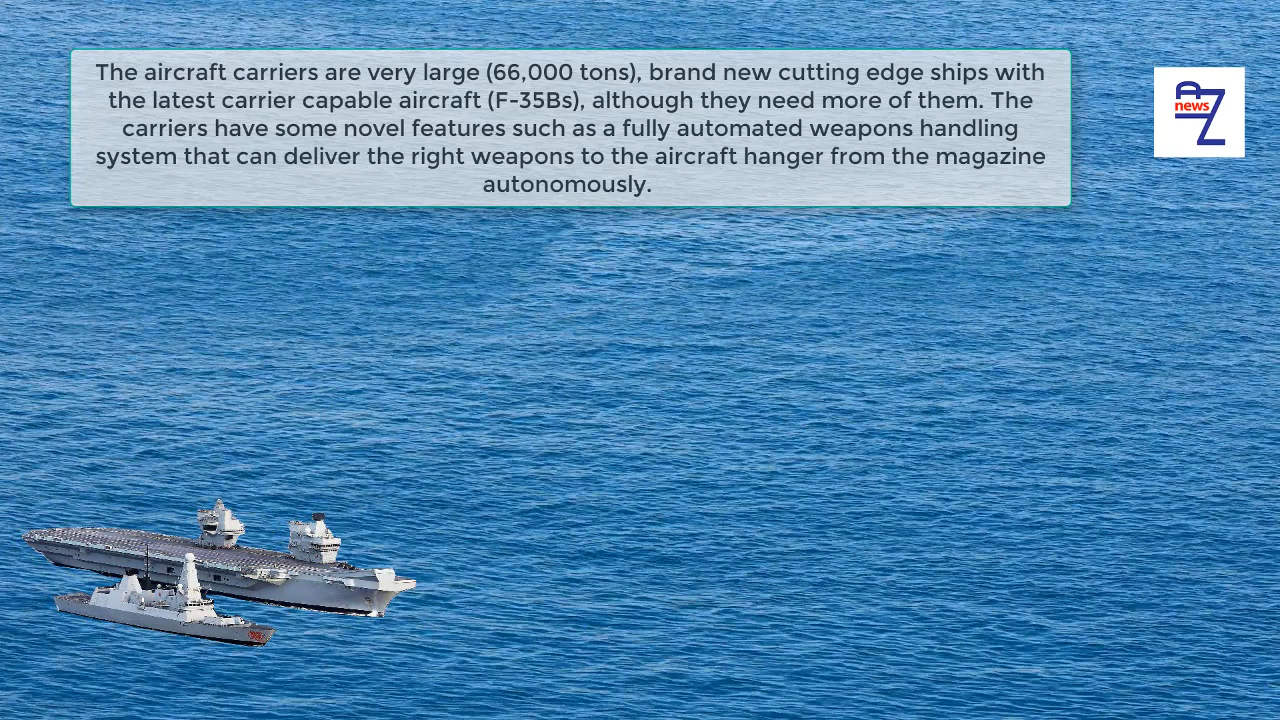 The aircraft carriers are very large (66,000 tons), brand new cutting edge ships with
the latest carrier capable aircraft (F-35Bs), although they need more of them. The
carriers have some novel features such as a fully automated weapons handling
system that can deliver the right weapons to the aircraft hanger from the magazine
autonomously.
A
news
Z